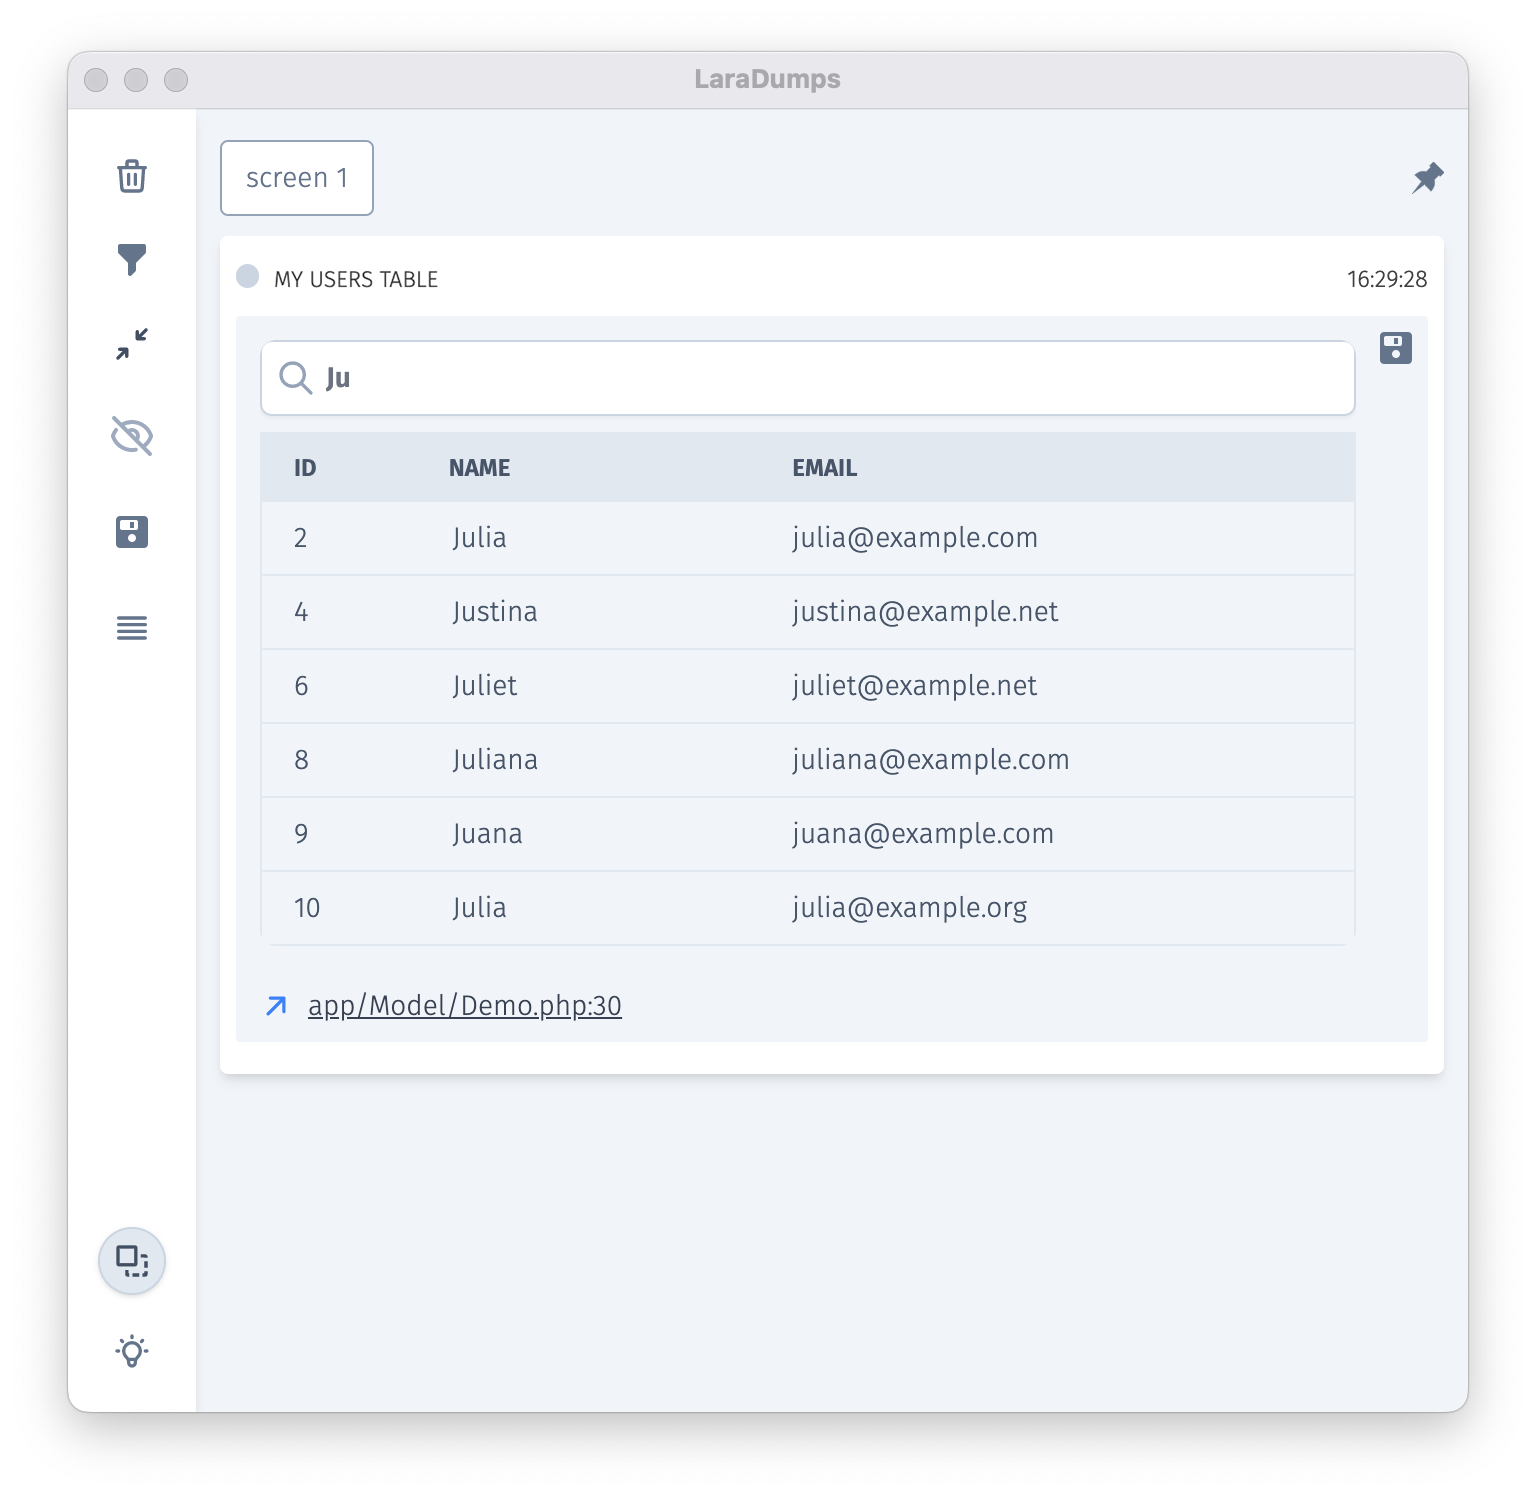 LaraDumps
screen 1
MY USERS TABLE 16:29:28
Ju
ID NAME EMAIL
2 Julia julia@example.com
4 Justina justina@example.net
6 Juliet juliet@example.net
8 Juliana juliana@example.com
9 Juana juana@example.com
10 Julia julia@example.org
app/Model/Demo.php:30